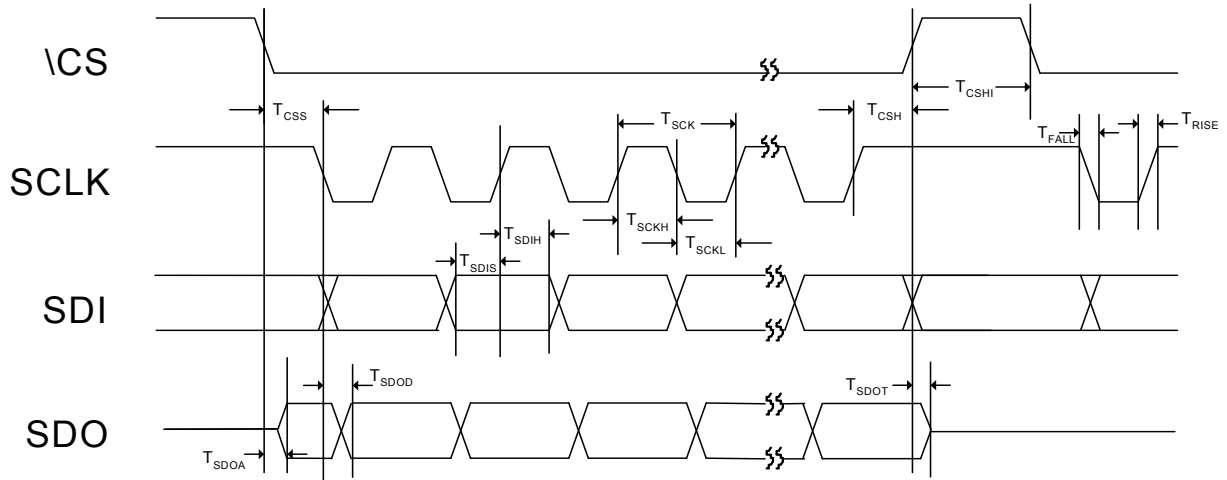 \CS
T_CSHI
T_CSS
T_SCK
T_CSH
T_FALL
T_RISE
SCLK
T_SCKH
T_SDIH
T_SCKL
T_SDIS
SDI
T_SDOD
T_SDOT
SDO
T_SDOA